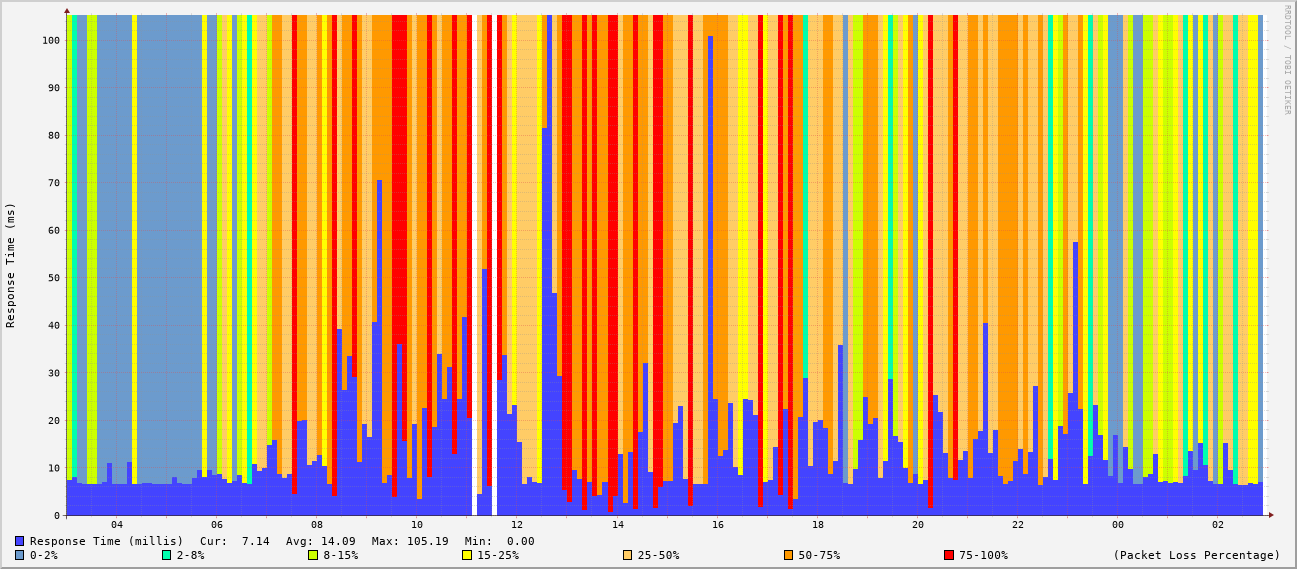 RRDTOOL / TOBI OETIKER
Response Time (ms)
100
90
80
70
60
50
40
30
20
10
0
04 06 08 10 12 14 16 18 20 22 00 02
Response Time (millis) Cur: 7.14 Avg: 14.09 Max: 105.19 Min: 0.00
0-2% 2-8% 8-15% 15-25% 25-50% 50-75% 75-100% (Packet Loss Percentage)